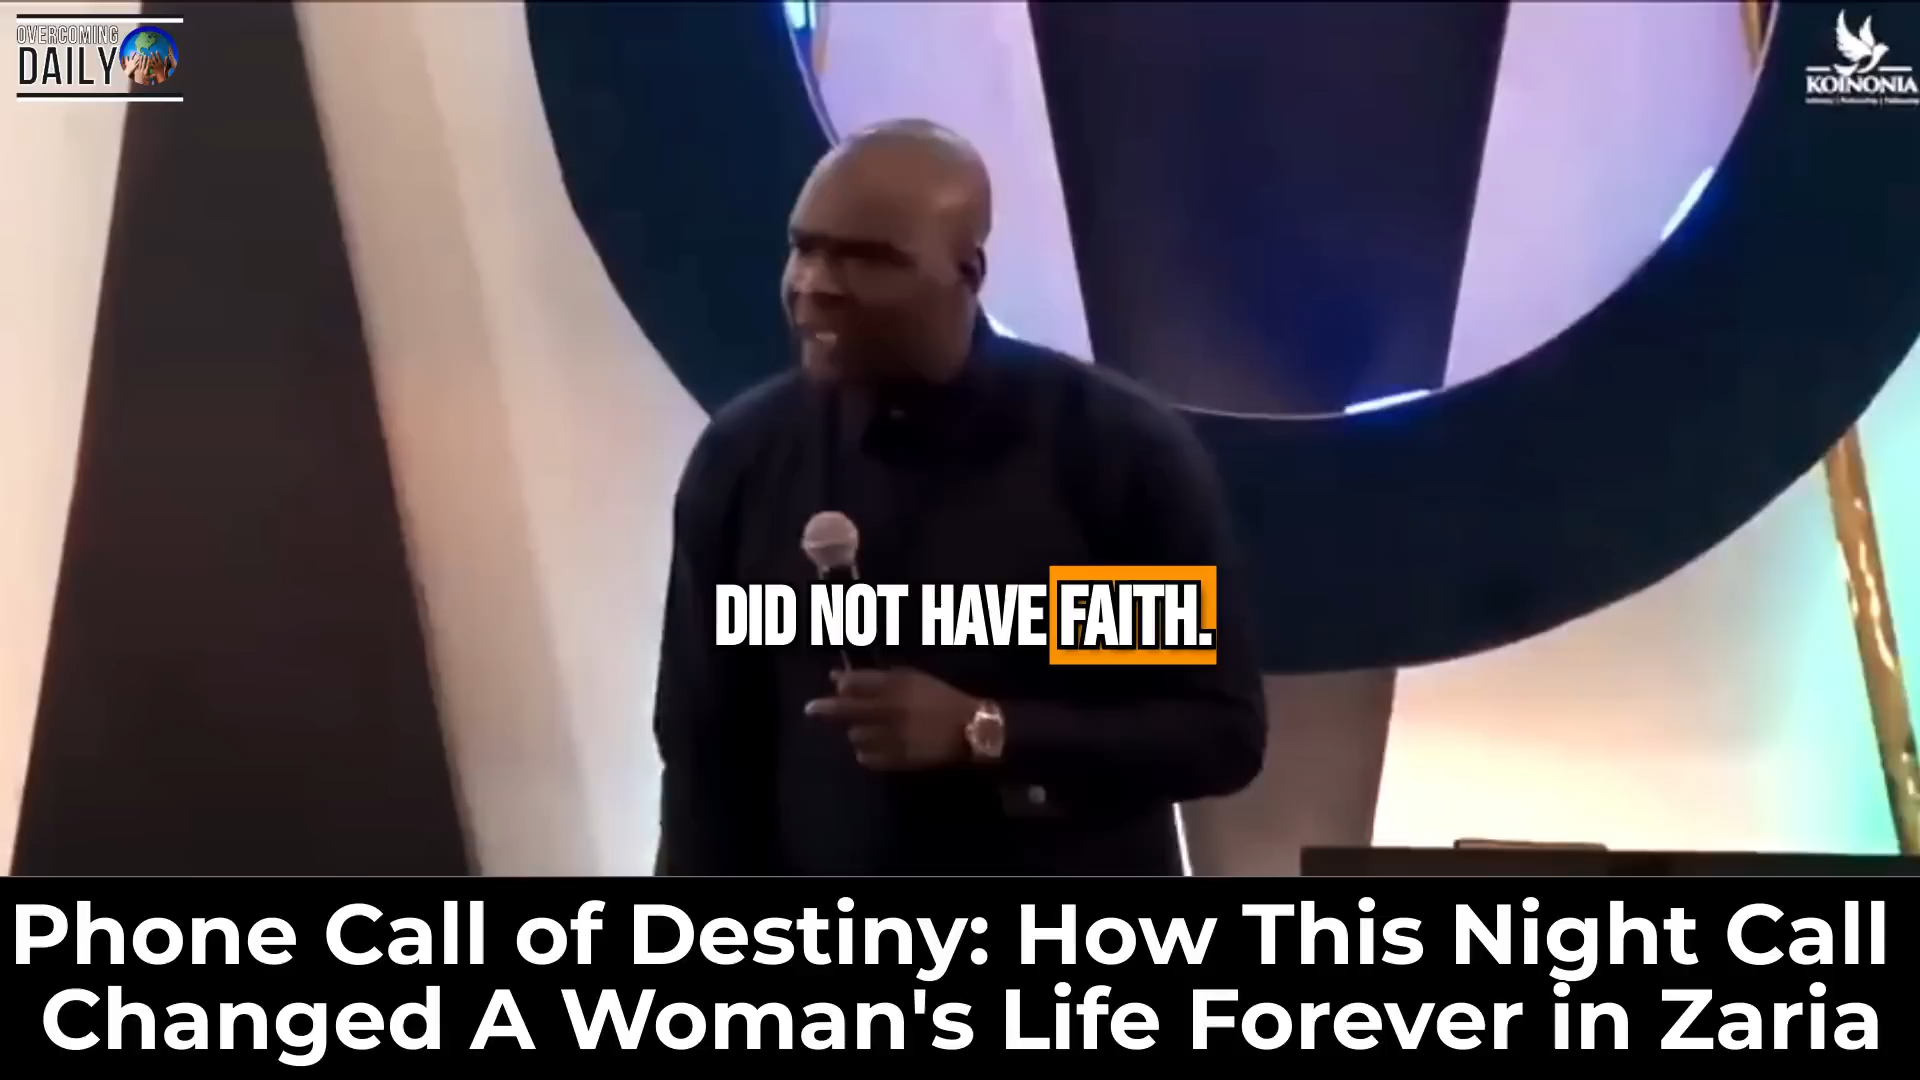 OVERCOMING
DAILY
KOINONIA
DID NOT HAVE FAITH.
Phone Call of Destiny: How This Night Call
Changed A Woman's Life Forever in Zaria